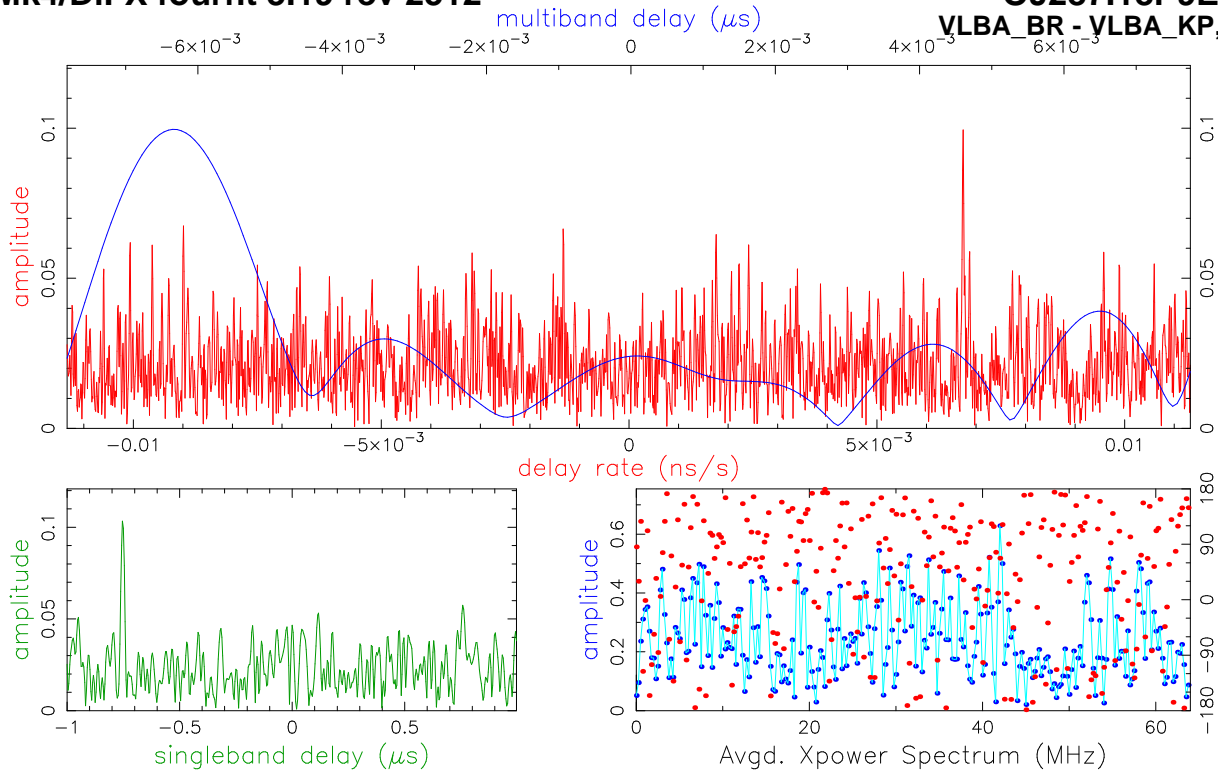 multiband delay (μs)
VLBA_BR - VLBA_KP,
−6×10⁻³ −4×10⁻³ −2×10⁻³ 0 2×10⁻³ 4×10⁻³ 6×10⁻³
amplitude
0 0.05 0.1
0 0.05 0.1
−0.01 −5×10⁻³ 0 5×10⁻³ 0.01
delay rate (ns/s)
amplitude
0 0.05 0.1
−1 −0.5 0 0.5
singleband delay (μs)
amplitude
0 0.2 0.4 0.6
−180 −90 0 90 180
0 20 40 60
Avgd. Xpower Spectrum (MHz)